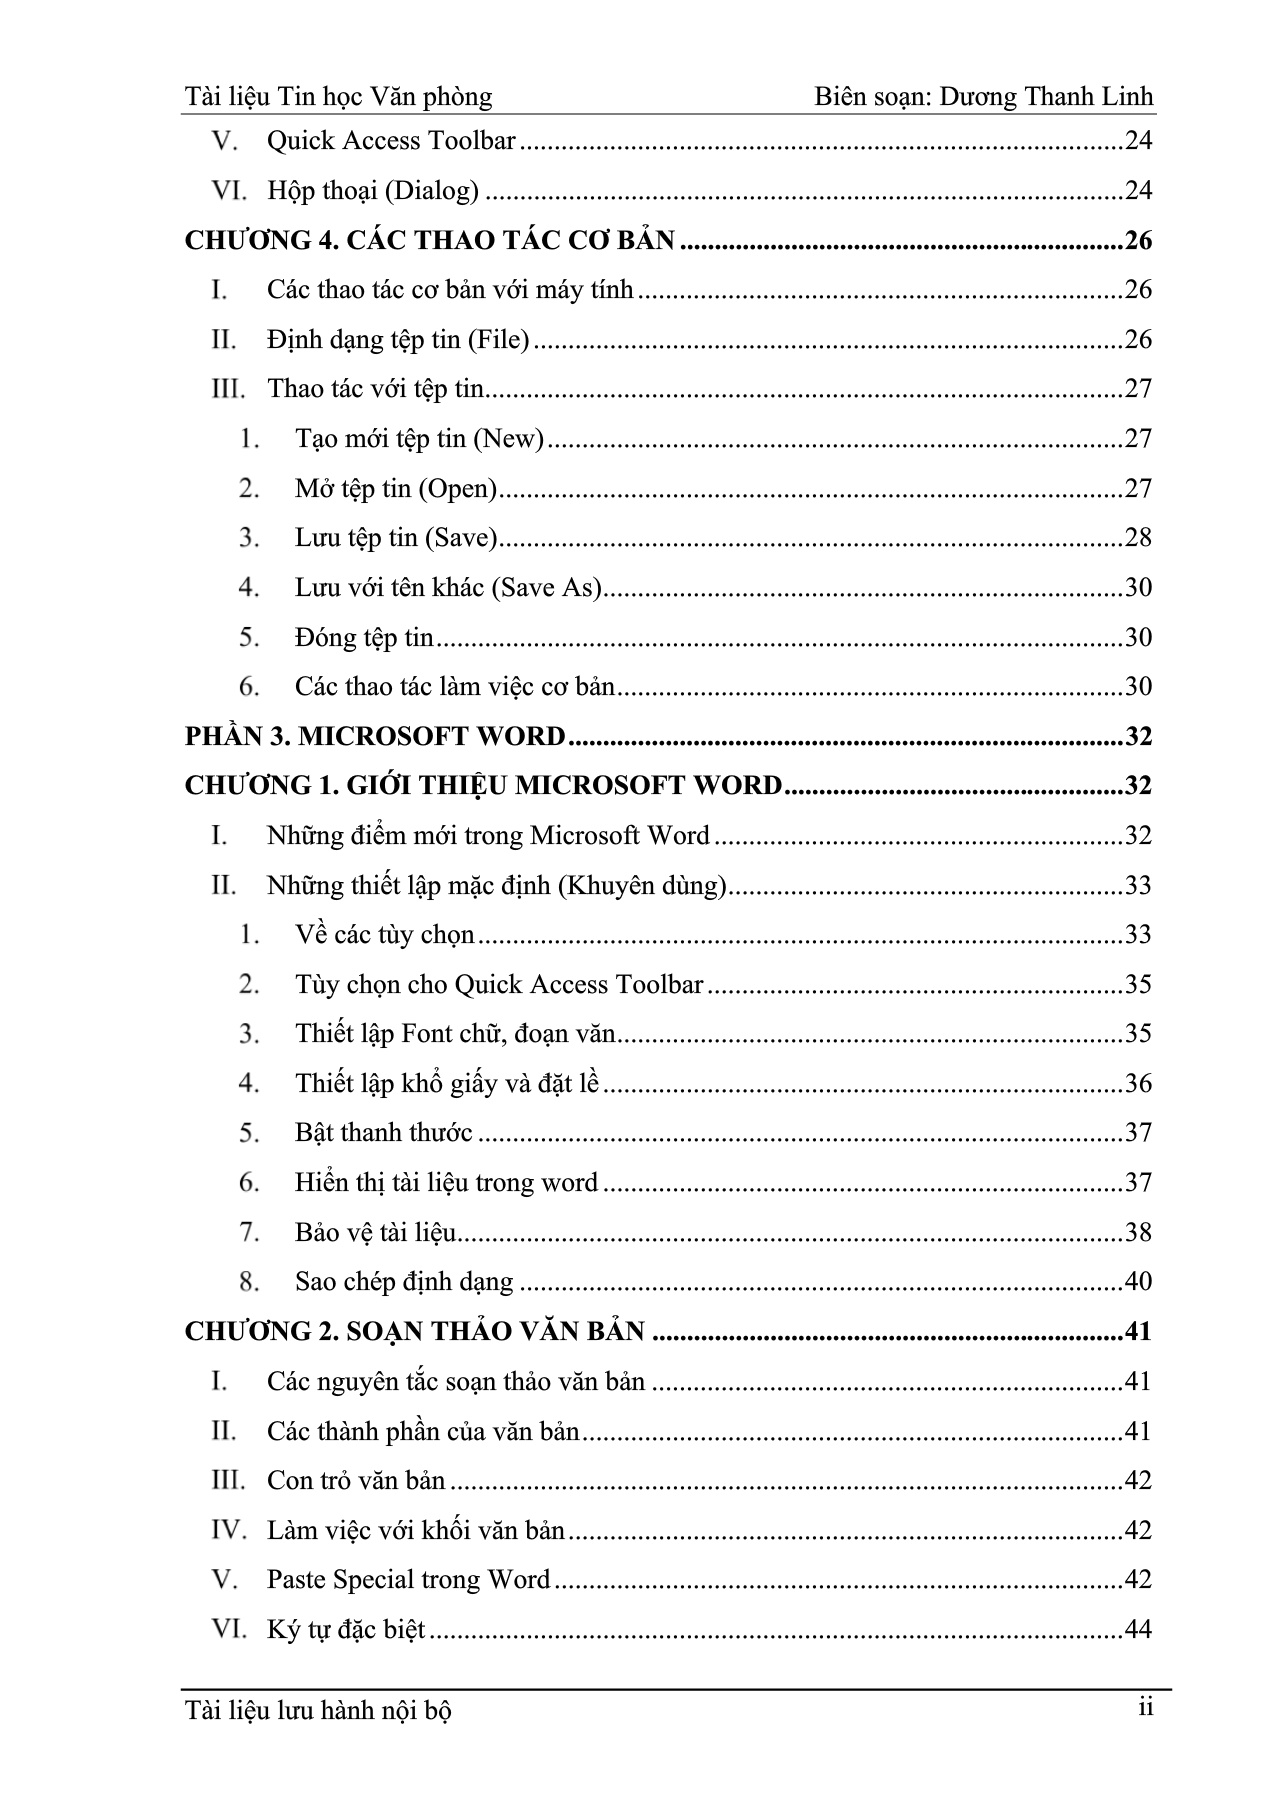 Tài liệu Tin học Văn phòng Biên soạn: Dương Thanh Linh
V. Quick Access Toolbar.......24
VI. Hộp thoại (Dialog).......24
CHƯƠNG 4. CÁC THAO TÁC CƠ BẢN.......26
I. Các thao tác cơ bản với máy tính.......26
II. Định dạng tệp tin (File).......26
III. Thao tác với tệp tin.......27
1. Tạo mới tệp tin (New).......27
2. Mở tệp tin (Open).......27
3. Lưu tệp tin (Save).......28
4. Lưu với tên khác (Save As).......30
5. Đóng tệp tin.......30
6. Các thao tác làm việc cơ bản.......30
PHẦN 3. MICROSOFT WORD.......32
CHƯƠNG 1. GIỚI THIỆU MICROSOFT WORD.......32
I. Những điểm mới trong Microsoft Word.......32
II. Những thiết lập mặc định (Khuyên dùng).......33
1. Về các tùy chọn.......33
2. Tùy chọn cho Quick Access Toolbar.......35
3. Thiết lập Font chữ, đoạn văn.......35
4. Thiết lập khổ giấy và đặt lề.......36
5. Bật thanh thước.......37
6. Hiển thị tài liệu trong word.......37
7. Bảo vệ tài liệu.......38
8. Sao chép định dạng.......40
CHƯƠNG 2. SOẠN THẢO VĂN BẢN.......41
I. Các nguyên tắc soạn thảo văn bản.......41
II. Các thành phần của văn bản.......41
III. Con trỏ văn bản.......42
IV. Làm việc với khối văn bản.......42
V. Paste Special trong Word.......42
VI. Ký tự đặc biệt.......44
Tài liệu lưu hành nội bộ ii